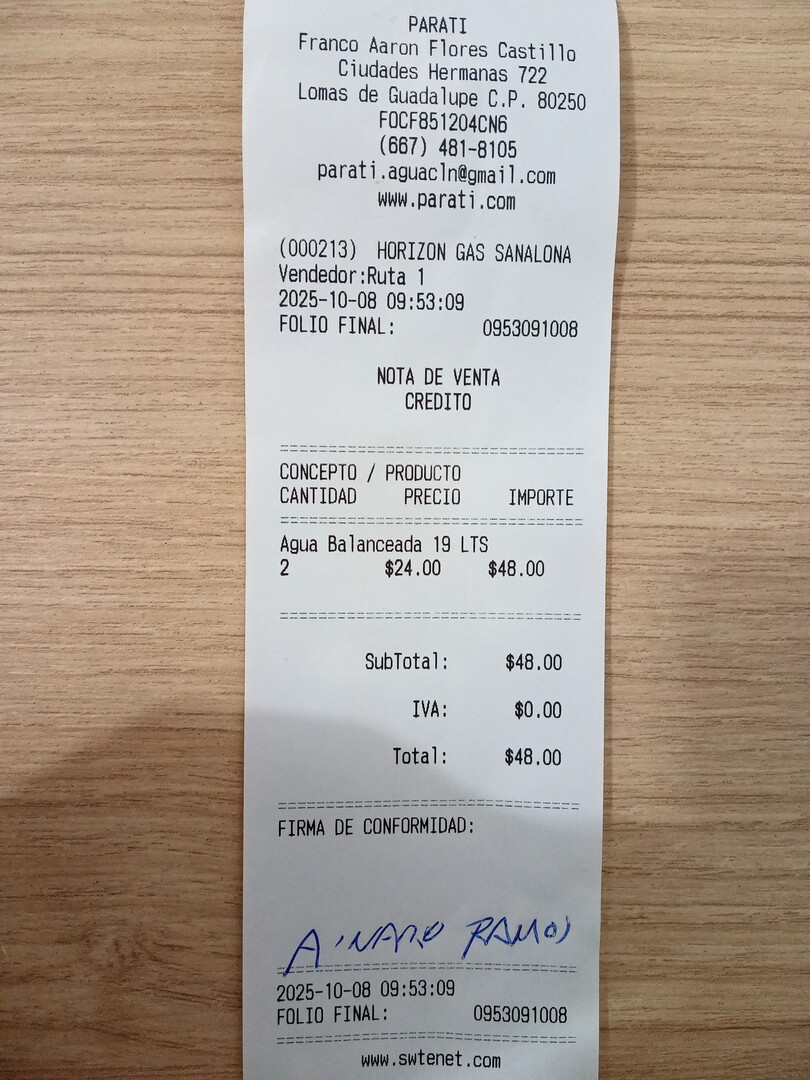 PARATI
Franco Aaron Flores Castillo
Ciudades Hermanas 722
Lomas de Guadalupe C.P. 80250
FOCF851204CN6
(667) 481-8105
parati.aguacln@gmail.com
www.parati.com
(000213) HORIZON GAS SANALONA
Vendedor:Ruta 1
2025-10-08 09:53:09
FOLIO FINAL: 0953091008
NOTA DE VENTA
CREDITO
CONCEPTO / PRODUCTO
CANTIDAD PRECIO IMPORTE
Agua Balanceada 19 LTS
2 $24.00 $48.00
SubTotal: $48.00
IVA: $0.00
Total: $48.00
FIRMA DE CONFORMIDAD:
RAMOS
2025-10-08 09:53:09
FOLIO FINAL: 0953091008
www.swtenet.com